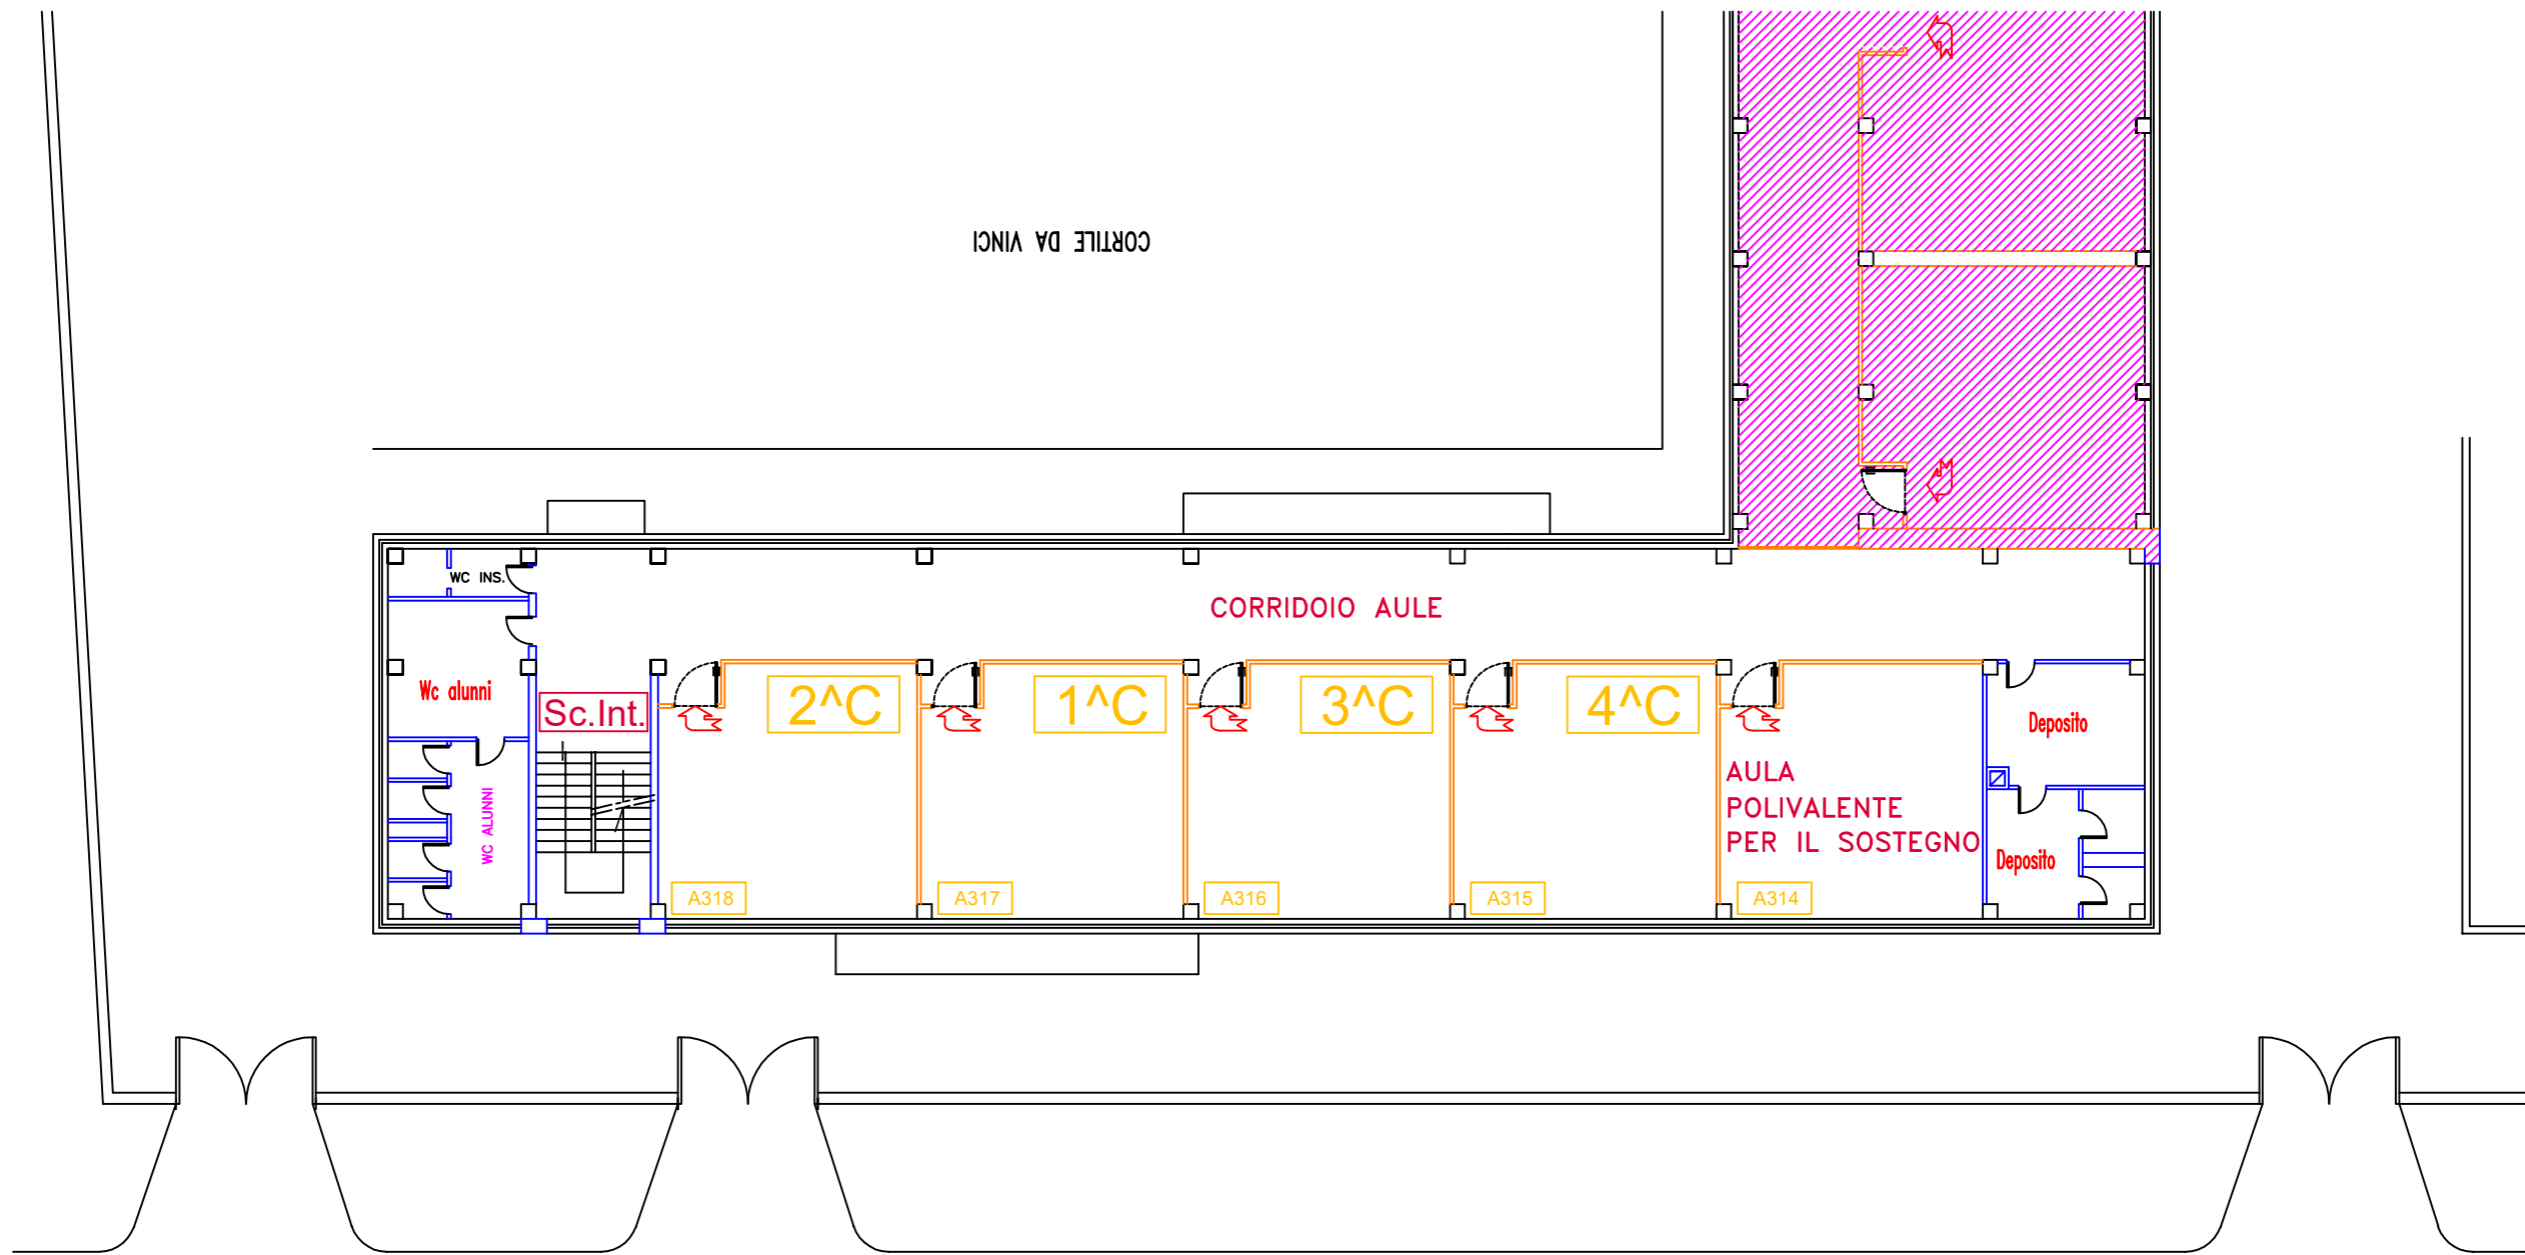 CORTILE DA VINCI
WC INS.
CORRIDOIO AULE
Wc alunni
Sc.Int.
2^C
1^C
3^C
4^C
Deposito
AULA
POLIVALENTE
PER IL SOSTEGNO
WC ALUNNI
Deposito
A318
A317
A316
A315
A314